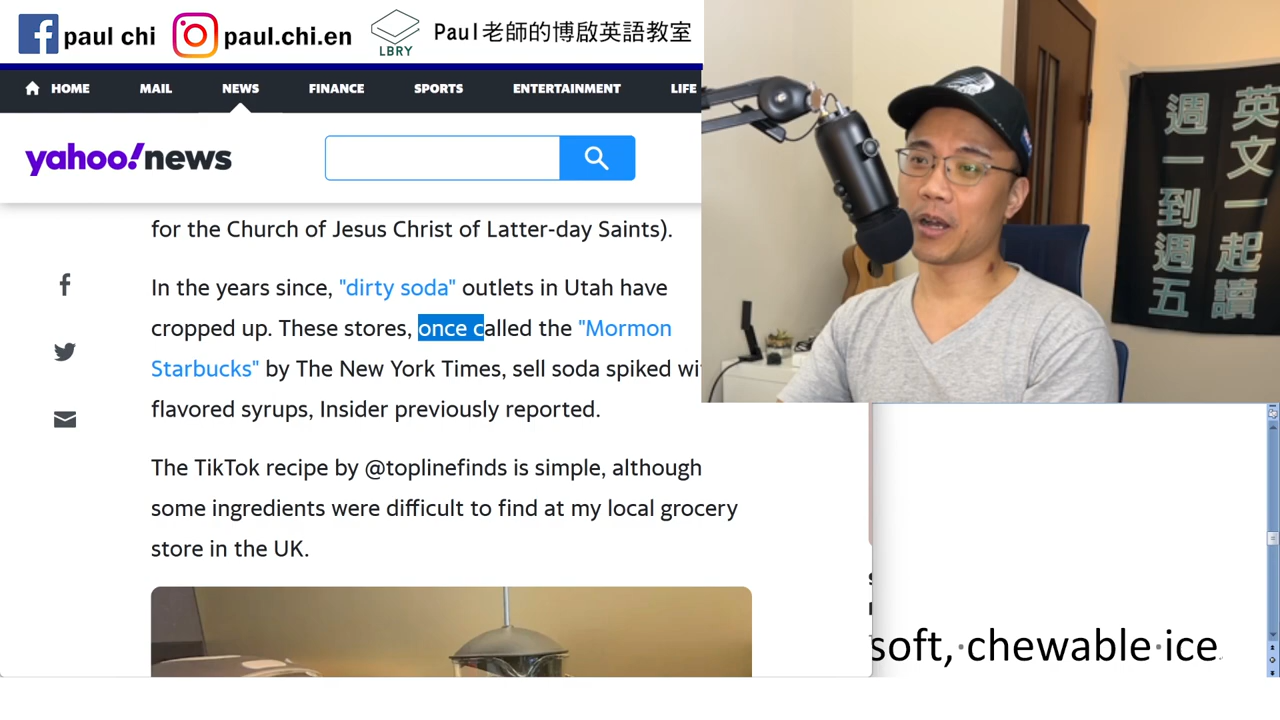 paul chi
paul.chi.en
LBRY
Paul老師的博啟英語教室
HOME
MAIL
NEWS
FINANCE
SPORTS
ENTERTAINMENT
LIFE
yahoo!news
for the Church of Jesus Christ of Latter-day Saints).
In the years since, "dirty soda" outlets in Utah have
cropped up. These stores, once called the "Mormon
Starbucks" by The New York Times, sell soda spiked
flavored syrups, Insider previously reported.
The TikTok recipe by @toplinefinds is simple, although
some ingredients were difficult to find at my local grocery
store in the UK.
英文一起讀
週一到週五
soft, chewable ice